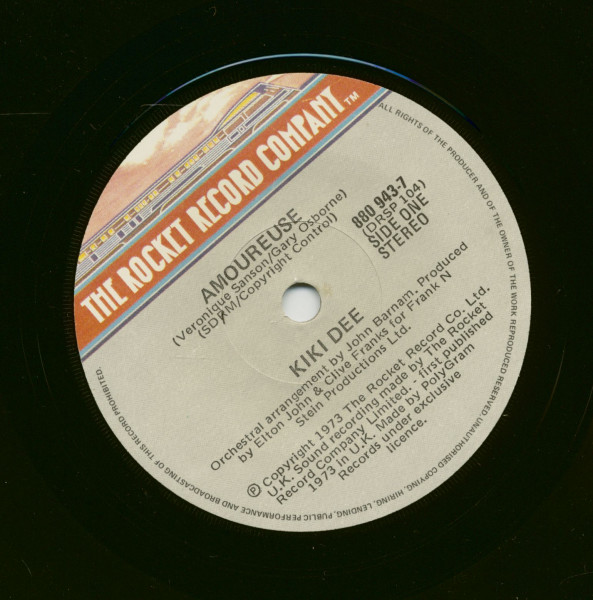 THE ROCKET RECORD COMPANY™
AMOUREUSE
(Veronique Sanson/Gary Osborne)
(SDRM/Copyright Control)
880 943-7
(DRSP 104)
SIDE ONE
STEREO
KIKI DEE
Orchestral arrangement by John Barnam. Produced
by Elton John & Clive Franks for Frank N
Stein Productions Ltd.
Ⓟ Copyright 1973 The Rocket Record Co. Ltd.
U.K. Sound recording made by The Rocket
Record Company Limited. - first published
1973 in U.K. Made by PolyGram
Records under exclusive
licence.
ALL RIGHTS OF THE PRODUCER AND OF THE OWNER OF THE WORK REPRODUCED RESERVED. UNAUTHORISED COPYING, HIRING, LENDING, PUBLIC PERFORMANCE AND BROADCASTING OF THIS RECORD PROHIBITED.